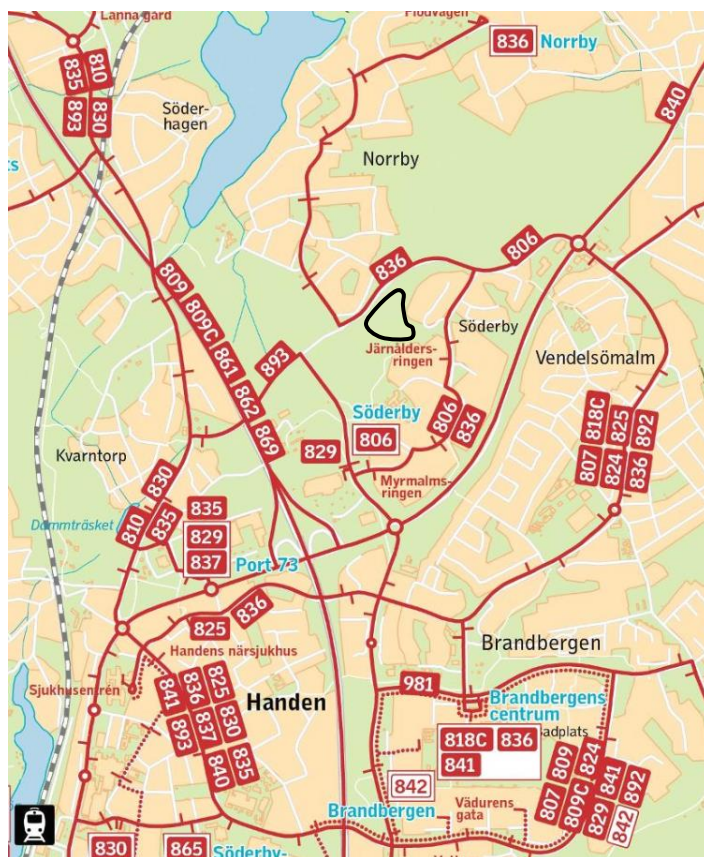 Lanna gård
Flodvägen
836 Norrby
835 810
893 830
Söder-
hagen
840
Norrby
836
806
809
809C
861
862
869
893
Söderby
Järnålders-
ringen
Vendelsömalm
Söderby
806
829
806
836
818C 825 892
807 824 836
Myrmalms-
ringen
Kvarntorp
830
810
835
Dammträsket
835
829
837
Port 73
825
836
Handens närsjukhus
Brandbergen
Sjukhusentrén
841 836 825
893 837 830
840 835
Handen
981
Brandbergens
centrum
Badplats
818C 836
841
842
807 809 824
809C 841 892
829 842
Vädurens
gata
Brandbergen
830
865
Söderby-